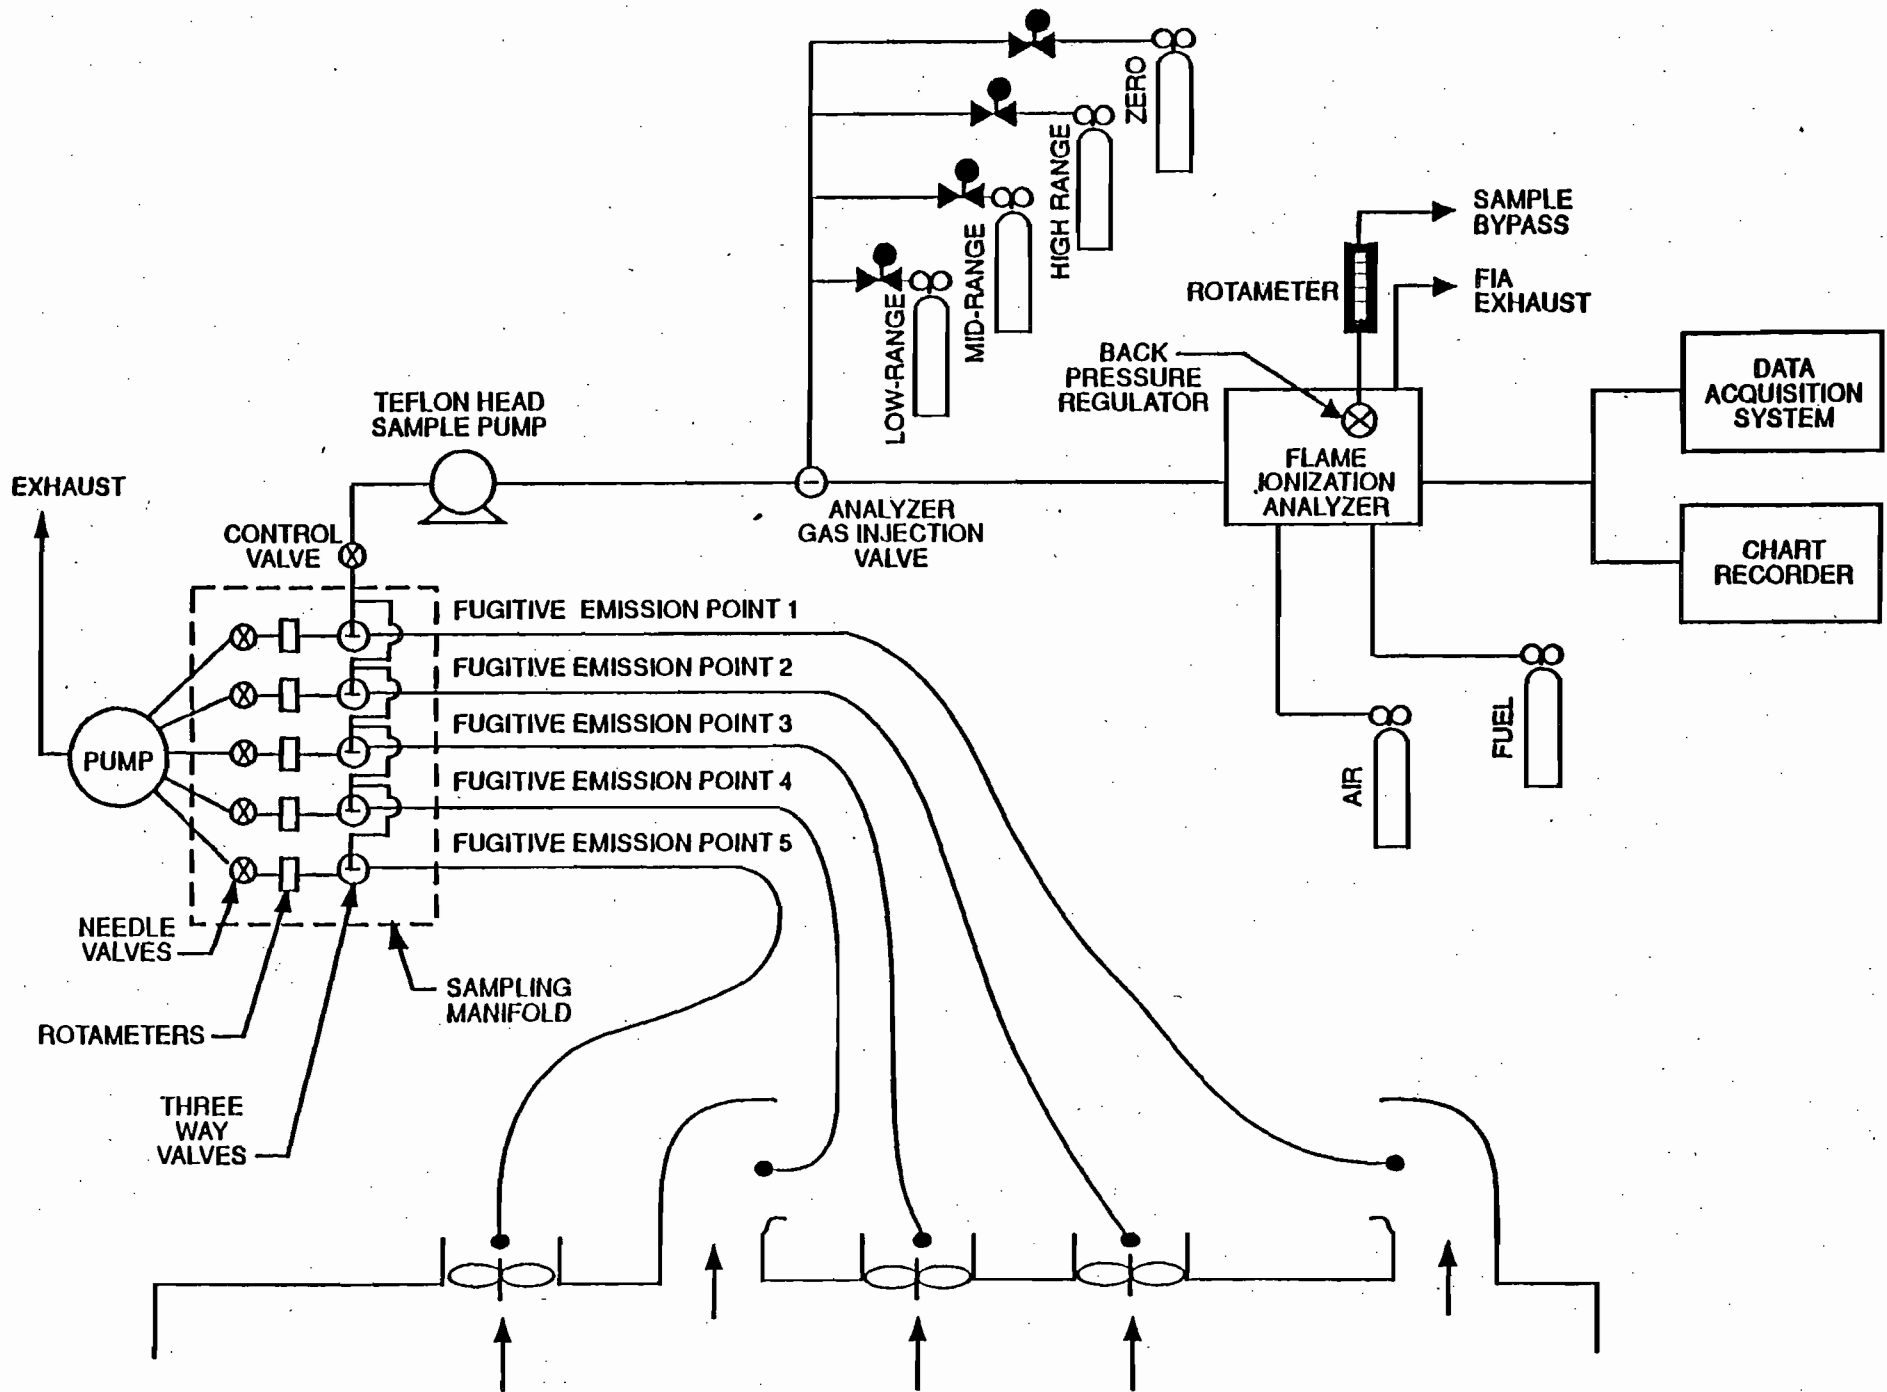 ZERO
HIGH RANGE
MID-RANGE
LOW-RANGE
SAMPLE
BYPASS
ROTAMETER
FIA
EXHAUST
BACK
PRESSURE
REGULATOR
DATA
ACQUISITION
SYSTEM
TEFLON HEAD
SAMPLE PUMP
FLAME
IONIZATION
ANALYZER
EXHAUST
ANALYZER
GAS INJECTION
VALVE
CONTROL
VALVE
CHART
RECORDER
FUGITIVE EMISSION POINT 1
FUGITIVE EMISSION POINT 2
FUGITIVE EMISSION POINT 3
FUGITIVE EMISSION POINT 4
FUGITIVE EMISSION POINT 5
PUMP
FUEL
AIR
NEEDLE
VALVES
SAMPLING
MANIFOLD
ROTAMETERS
THREE
WAY
VALVES